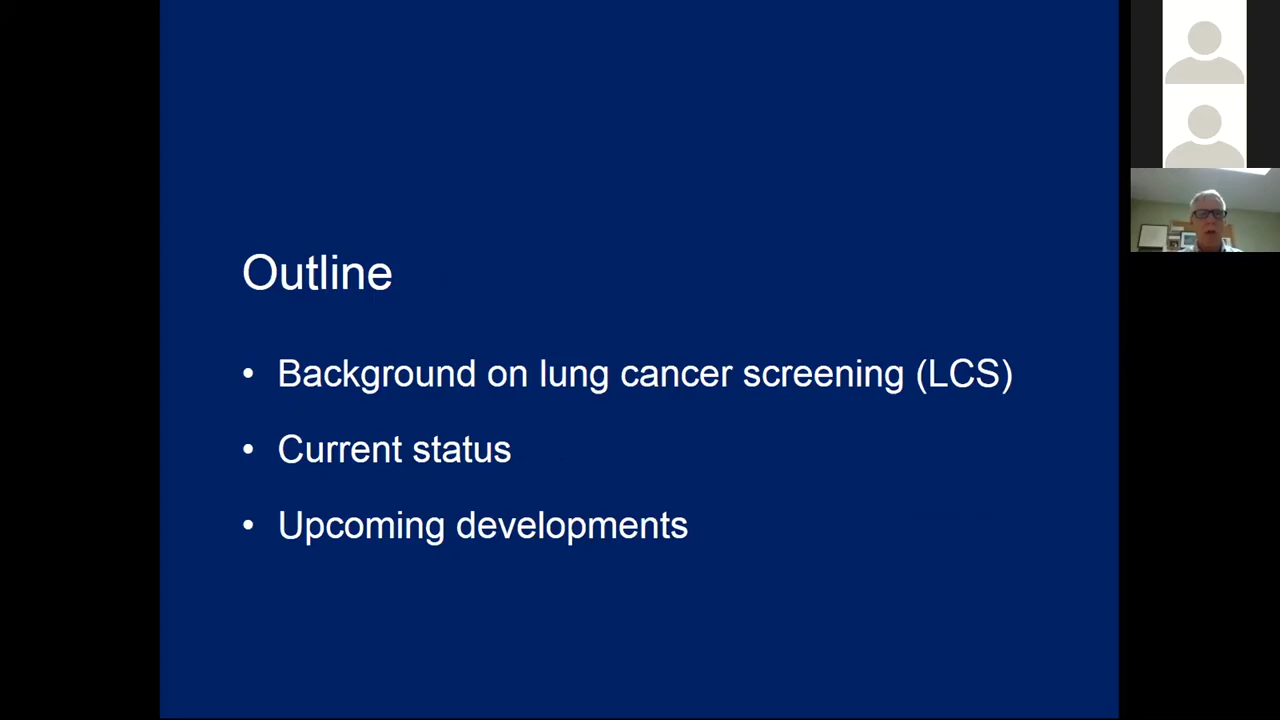 Outline
• Background on lung cancer screening (LCS)
• Current status
• Upcoming developments